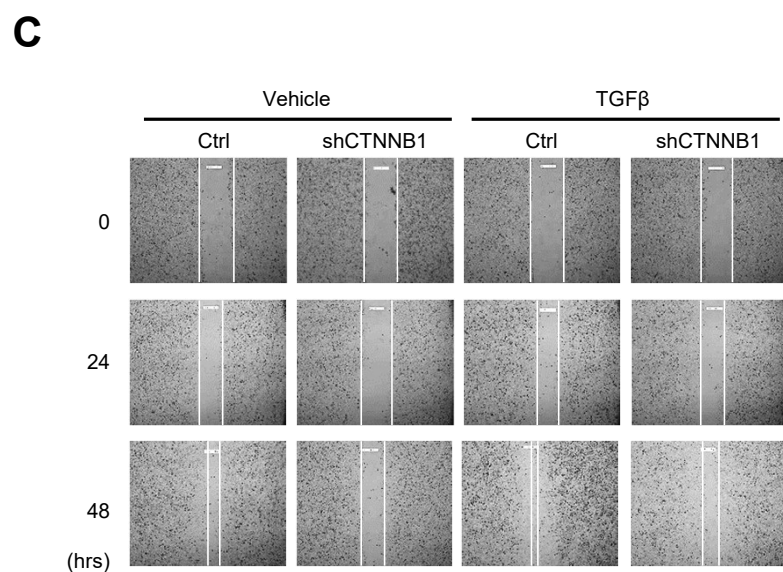 C
Vehicle TGFβ
Ctrl shCTNNB1 Ctrl shCTNNB1
0
24
48
(hrs)